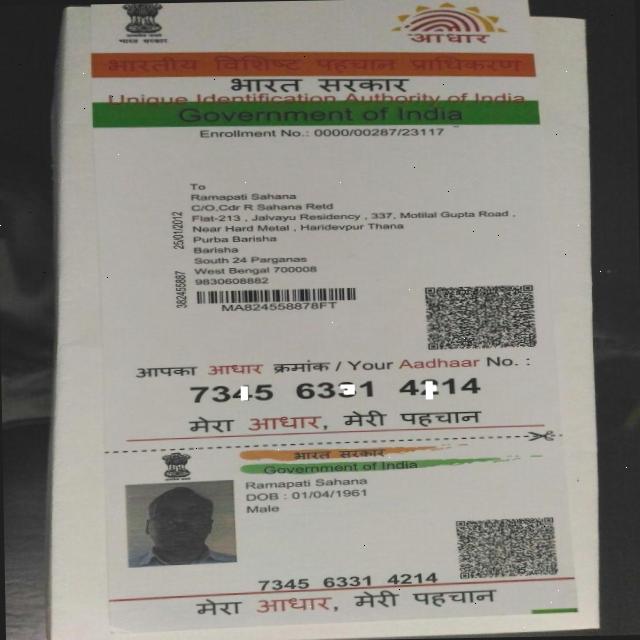 भारत सरकार
आधार
भारतीय विशिष्ट पहचान प्राधिकरण
भारत सरकार
Unique Identification Authority of India
Government of India
Enrollment No.: 0000/00287/23117
To
Ramapati Sahana
C/O,Cdr R Sahana Retd
Flat-213 , Jalvayu Residency , 337, Motilal Gupta Road ,
Near Hard Metal , Haridevpur Thana
Purba Barisha
Barisha
South 24 Parganas
West Bengal 700008
9830608882
382455887 25/01/2012
MA824558878FT
आपका आधार क्रमांक / Your Aadhaar No. :
7345 6331 4214
मेरा आधार, मेरी पहचान
भारत सरकार
Government of India
Ramapati Sahana
DOB : 01/04/1961
Male
7345 6331 4214
मेरा आधार, मेरी पहचान